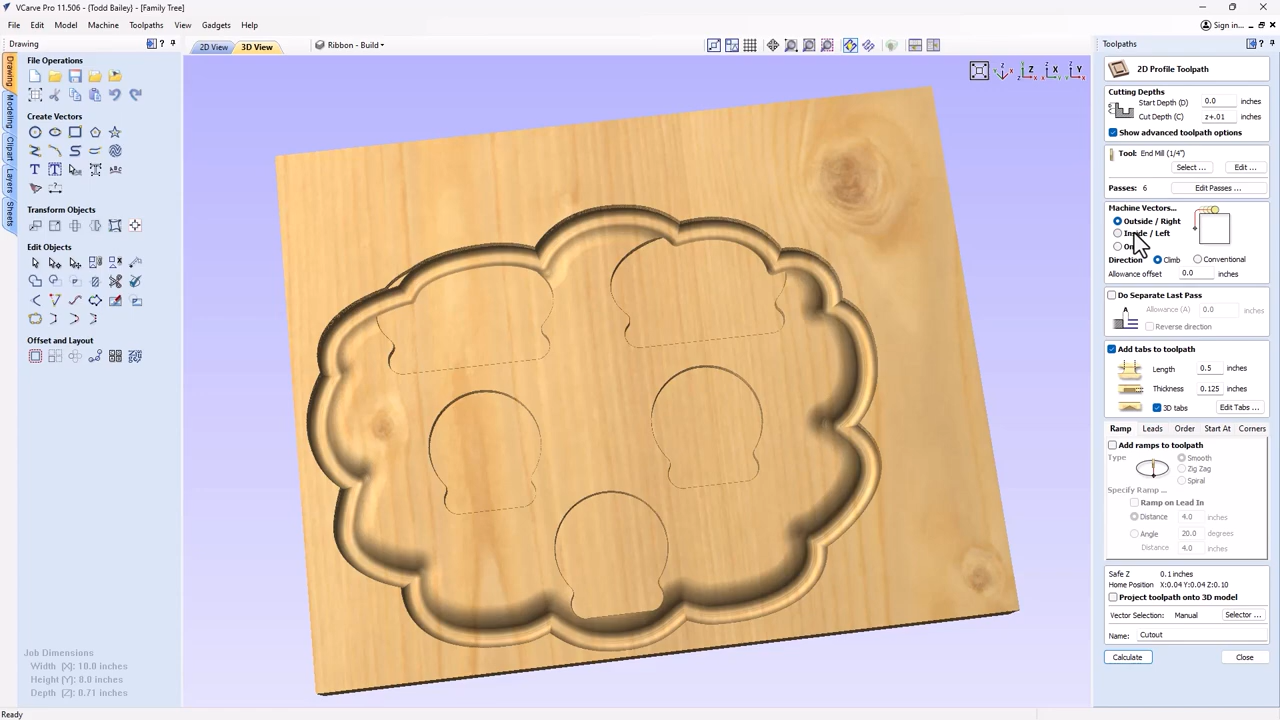 VCarve Pro 11.506 - {Todd Bailey} - [Family Tree]
File Edit Model Machine Toolpaths View Gadgets Help
Sign in...
Drawing
2D View 3D View Ribbon - Build
Toolpaths
Drawing
Modeling
Clipart
Layers
Sheets
File Operations
Create Vectors
Transform Objects
Edit Objects
Offset and Layout
Job Dimensions
Width (X): 10.0 inches
Height (Y): 8.0 inches
Depth (Z): 0.71 inches
Z X Y
2D Profile Toolpath
Cutting Depths
Start Depth (D) 0.0 inches
Cut Depth (C) z+.01 inches
Show advanced toolpath options
Tool: End Mill (1/4")
Select ... Edit ...
Passes: 6 Edit Passes ...
Machine Vectors...
Outside / Right
Inside / Left
Direction Climb Conventional
Allowance offset 0.0 inches
Do Separate Last Pass
Allowance (A) 0.0 inches
Reverse direction
Add tabs to toolpath
Length 0.5 inches
Thickness 0.125 inches
3D tabs Edit Tabs ...
Ramp Leads Order Start At Corners
Add ramps to toolpath
Type Smooth
Zig Zag
Spiral
Specify Ramp ...
Ramp on Lead In
Distance 4.0 inches
Angle 20.0 degrees
Distance 4.0 inches
Safe Z 0.1 inches
Home Position X:0.04 Y:0.04 Z:0.10
Project toolpath onto 3D model
Vector Selection: Manual Selector ...
Name: Cutout
Calculate Close
Ready